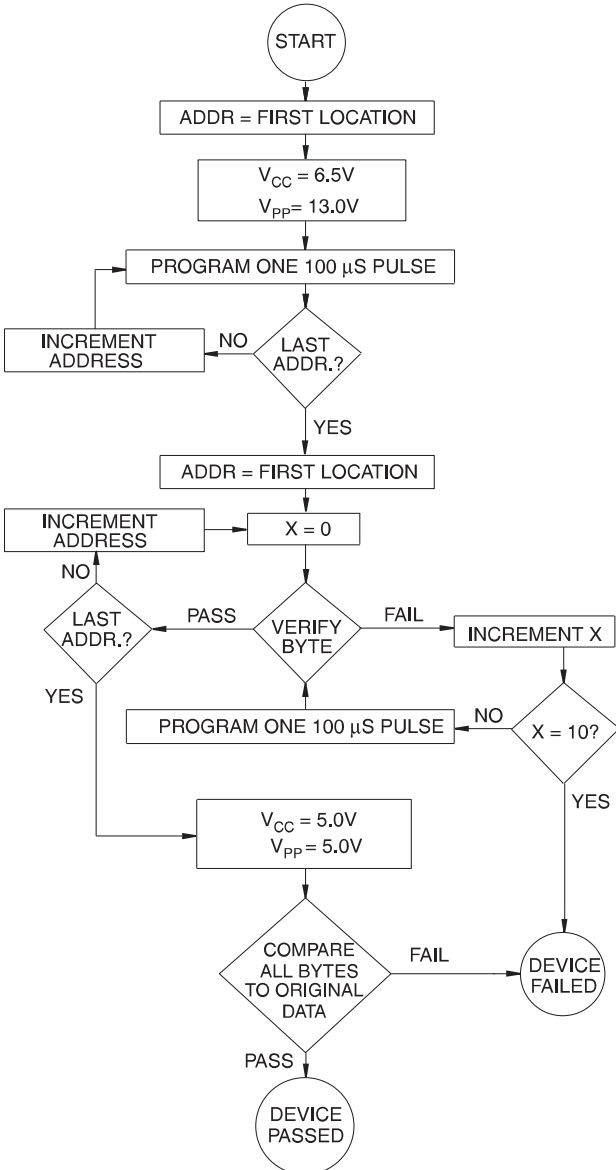 START
ADDR = FIRST LOCATION
VCC = 6.5V
VPP= 13.0V
PROGRAM ONE 100 μS PULSE
INCREMENT
ADDRESS
NO
LAST
ADDR.?
YES
ADDR = FIRST LOCATION
INCREMENT
ADDRESS
X = 0
NO
LAST
ADDR.?
PASS
VERIFY
BYTE
FAIL
INCREMENT X
YES
PROGRAM ONE 100 μS PULSE
NO
X = 10?
YES
VCC = 5.0V
VPP= 5.0V
COMPARE
ALL BYTES
TO ORIGINAL
DATA
FAIL
DEVICE
FAILED
PASS
DEVICE
PASSED